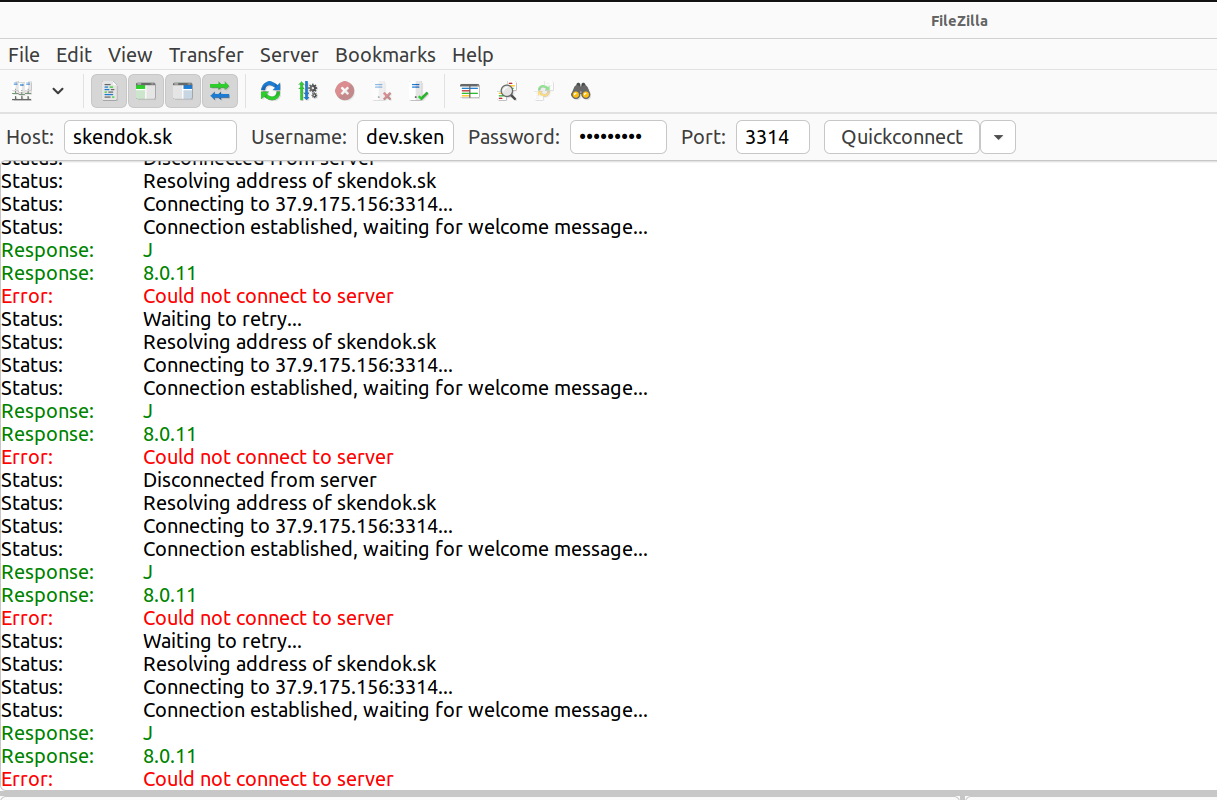 FileZilla
File Edit View Transfer Server Bookmarks Help
Host: skendok.sk Username: dev.sken Password: ••••••••• Port: 3314 Quickconnect
Status: Disconnected from server
Status: Resolving address of skendok.sk
Status: Connecting to 37.9.175.156:3314...
Status: Connection established, waiting for welcome message...
Response: J
Response: 8.0.11
Error: Could not connect to server
Status: Waiting to retry...
Status: Resolving address of skendok.sk
Status: Connecting to 37.9.175.156:3314...
Status: Connection established, waiting for welcome message...
Response: J
Response: 8.0.11
Error: Could not connect to server
Status: Disconnected from server
Status: Resolving address of skendok.sk
Status: Connecting to 37.9.175.156:3314...
Status: Connection established, waiting for welcome message...
Response: J
Response: 8.0.11
Error: Could not connect to server
Status: Waiting to retry...
Status: Resolving address of skendok.sk
Status: Connecting to 37.9.175.156:3314...
Status: Connection established, waiting for welcome message...
Response: J
Response: 8.0.11
Error: Could not connect to server